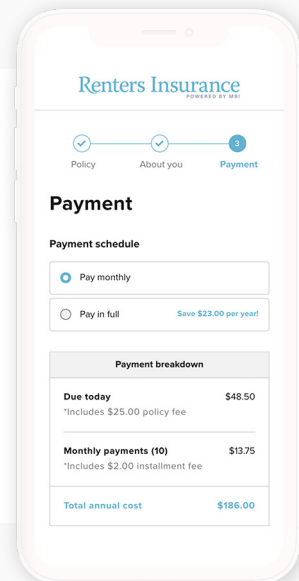 Renters Insurance
POWERED BY MSI
3
Policy
About you
Payment
Payment
Payment schedule
Pay monthly
Pay in full
Save $23.00 per year!
Payment breakdown
Due today
$48.50
*Includes $25.00 policy fee
Monthly payments (10)
$13.75
*Includes $2.00 installment fee
Total annual cost
$186.00